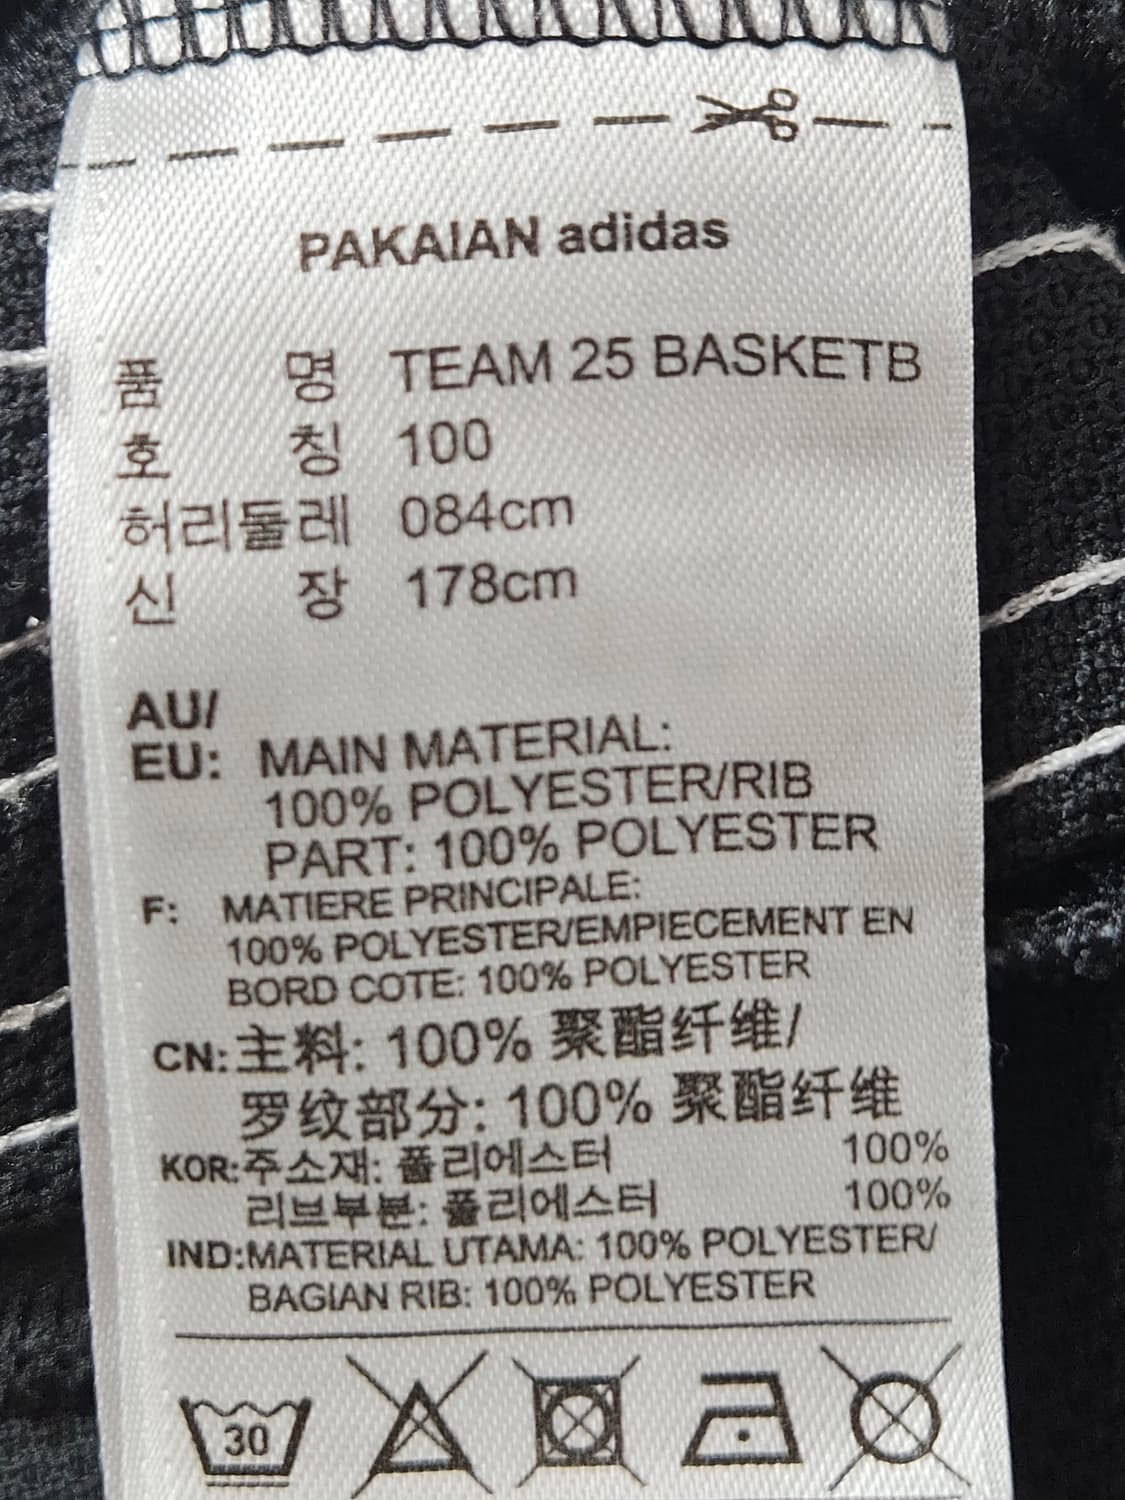 PAKAIAN adidas
품 명 TEAM 25 BASKETB
호 칭 100
허리둘레 084cm
신 장 178cm
AU/
EU: MAIN MATERIAL:
100% POLYESTER/RIB
PART: 100% POLYESTER
F: MATIERE PRINCIPALE:
100% POLYESTER/EMPIECEMENT EN
BORD COTE: 100% POLYESTER
CN: 主料: 100% 聚酯纤维/
罗纹部分: 100% 聚酯纤维
KOR: 주소재: 폴리에스터 100%
리브부분: 폴리에스터 100%
IND: MATERIAL UTAMA: 100% POLYESTER/
BAGIAN RIB: 100% POLYESTER
30